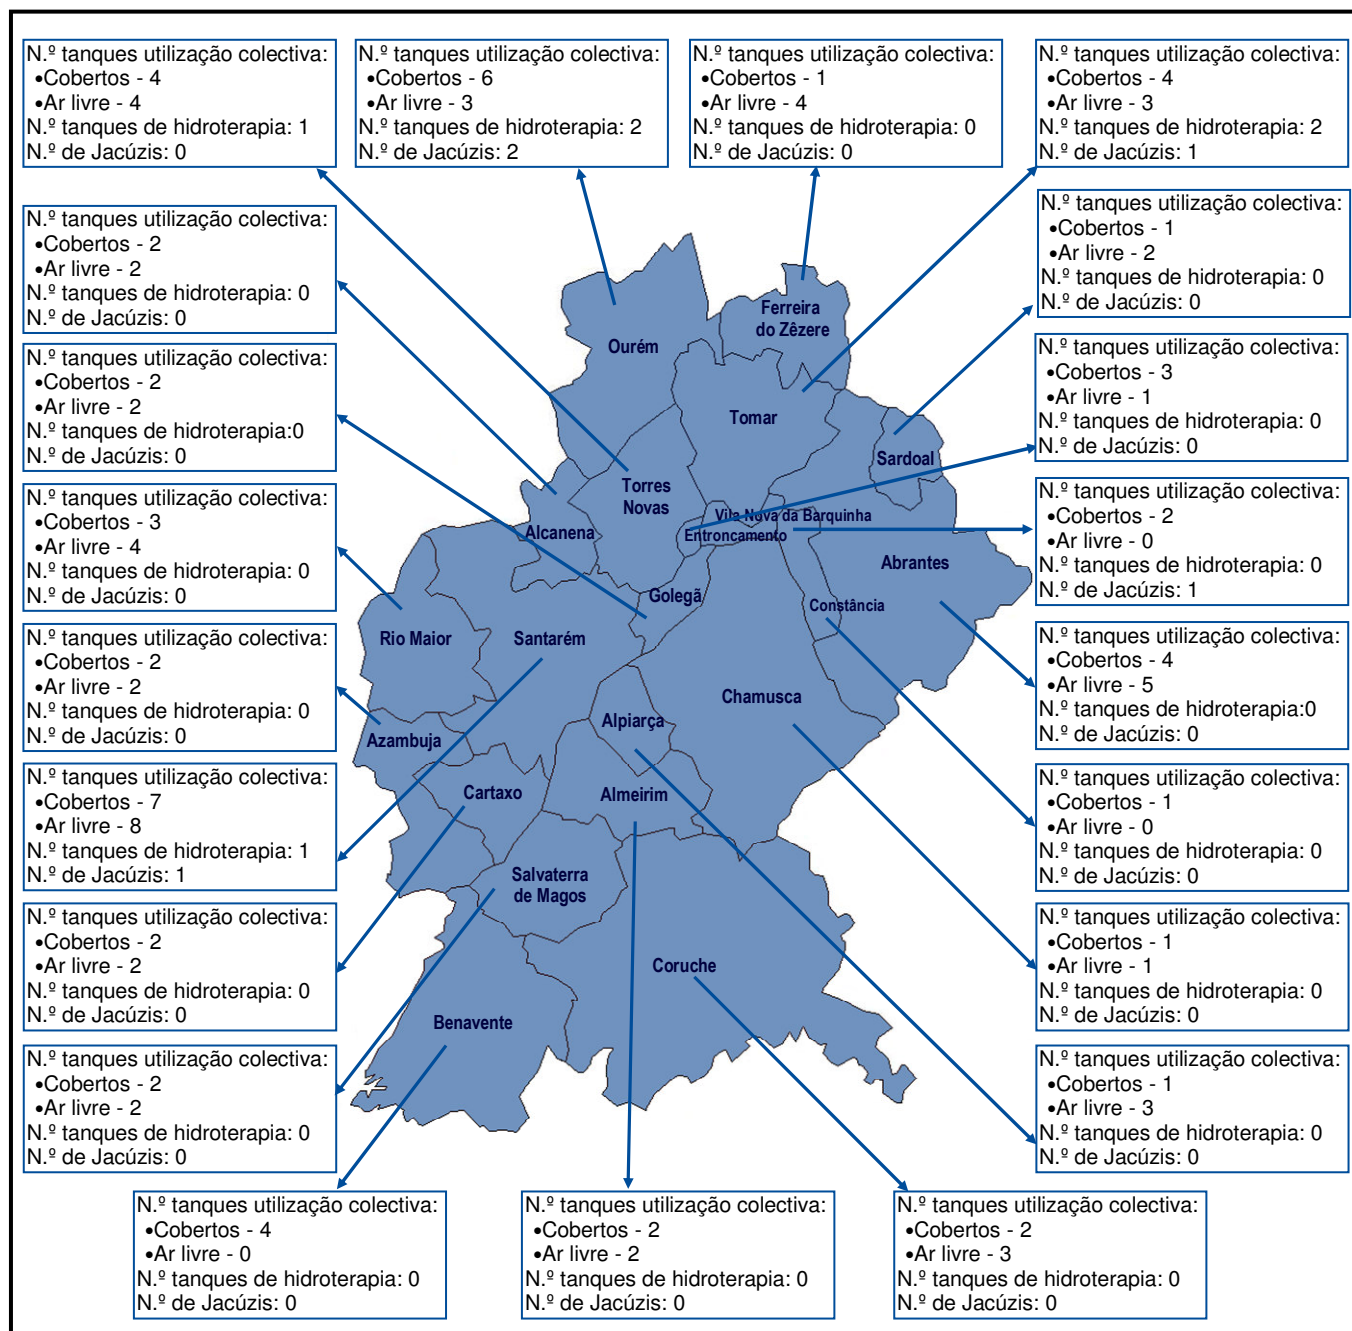 N.º tanques utilização colectiva:
•Cobertos - 4
•Ar livre - 4
N.º tanques de hidroterapia: 1
N.º de Jacúzis: 0
N.º tanques utilização colectiva:
•Cobertos - 6
•Ar livre - 3
N.º tanques de hidroterapia: 2
N.º de Jacúzis: 2
N.º tanques utilização colectiva:
•Cobertos - 1
•Ar livre - 4
N.º tanques de hidroterapia: 0
N.º de Jacúzis: 0
N.º tanques utilização colectiva:
•Cobertos - 4
•Ar livre - 3
N.º tanques de hidroterapia: 2
N.º de Jacúzis: 1
N.º tanques utilização colectiva:
•Cobertos - 2
•Ar livre - 2
N.º tanques de hidroterapia: 0
N.º de Jacúzis: 0
N.º tanques utilização colectiva:
•Cobertos - 2
•Ar livre - 2
N.º tanques de hidroterapia:0
N.º de Jacúzis: 0
N.º tanques utilização colectiva:
•Cobertos - 3
•Ar livre - 4
N.º tanques de hidroterapia: 0
N.º de Jacúzis: 0
N.º tanques utilização colectiva:
•Cobertos - 2
•Ar livre - 2
N.º tanques de hidroterapia: 0
N.º de Jacúzis: 0
N.º tanques utilização colectiva:
•Cobertos - 7
•Ar livre - 8
N.º tanques de hidroterapia: 1
N.º de Jacúzis: 1
N.º tanques utilização colectiva:
•Cobertos - 2
•Ar livre - 2
N.º tanques de hidroterapia: 0
N.º de Jacúzis: 0
N.º tanques utilização colectiva:
•Cobertos - 2
•Ar livre - 2
N.º tanques de hidroterapia: 0
N.º de Jacúzis: 0
Ferreira
do Zêzere
Ourém
Tomar
Sardoal
Torres
Novas
Vila Nova da Barquinha
Entroncamento
Alcanena
Abrantes
Golegã
Constância
Rio Maior
Santarém
Chamusca
Alpiarça
Azambuja
Cartaxo
Almeirim
Salvaterra
de Magos
Coruche
Benavente
N.º tanques utilização colectiva:
•Cobertos - 1
•Ar livre - 2
N.º tanques de hidroterapia: 0
N.º de Jacúzis: 0
N.º tanques utilização colectiva:
•Cobertos - 3
•Ar livre - 1
N.º tanques de hidroterapia: 0
N.º de Jacúzis: 0
N.º tanques utilização colectiva:
•Cobertos - 2
•Ar livre - 0
N.º tanques de hidroterapia: 0
N.º de Jacúzis: 1
N.º tanques utilização colectiva:
•Cobertos - 4
•Ar livre - 5
N.º tanques de hidroterapia:0
N.º de Jacúzis: 0
N.º tanques utilização colectiva:
•Cobertos - 1
•Ar livre - 0
N.º tanques de hidroterapia: 0
N.º de Jacúzis: 0
N.º tanques utilização colectiva:
•Cobertos - 1
•Ar livre - 1
N.º tanques de hidroterapia: 0
N.º de Jacúzis: 0
N.º tanques utilização colectiva:
•Cobertos - 1
•Ar livre - 3
N.º tanques de hidroterapia: 0
N.º de Jacúzis: 0
N.º tanques utilização colectiva:
•Cobertos - 4
•Ar livre - 0
N.º tanques de hidroterapia: 0
N.º de Jacúzis: 0
N.º tanques utilização colectiva:
•Cobertos - 2
•Ar livre - 2
N.º tanques de hidroterapia: 0
N.º de Jacúzis: 0
N.º tanques utilização colectiva:
•Cobertos - 2
•Ar livre - 3
N.º tanques de hidroterapia: 0
N.º de Jacúzis: 0